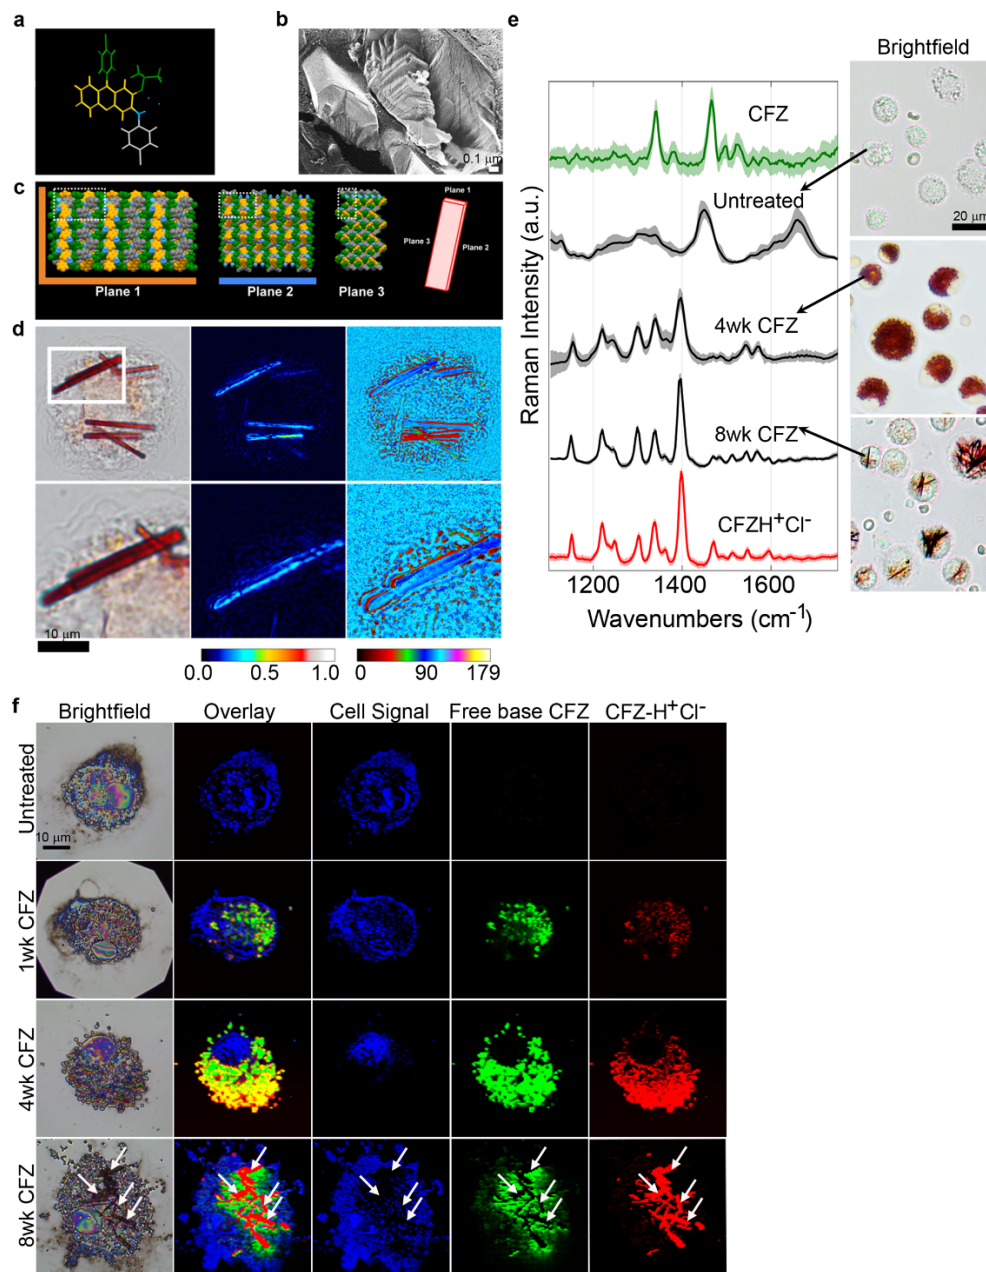 a
b
0.1 μm
c
Plane 1
Plane 2
Plane 3
Plane 1
Plane 3
Plane 2
d
10 μm
0.0 0.5 1.0
0 90 179
e
Brightfield
CFZ
Untreated
4wk CFZ
8wk CFZ
CFZH⁺Cl⁻
20 μm
Raman Intensity (a.u.)
1200 1400 1600
Wavenumbers (cm⁻¹)
f
Brightfield Overlay Cell Signal Free base CFZ CFZ-H⁺Cl⁻
Untreated
10 μm
1wk CFZ
4wk CFZ
8wk CFZ